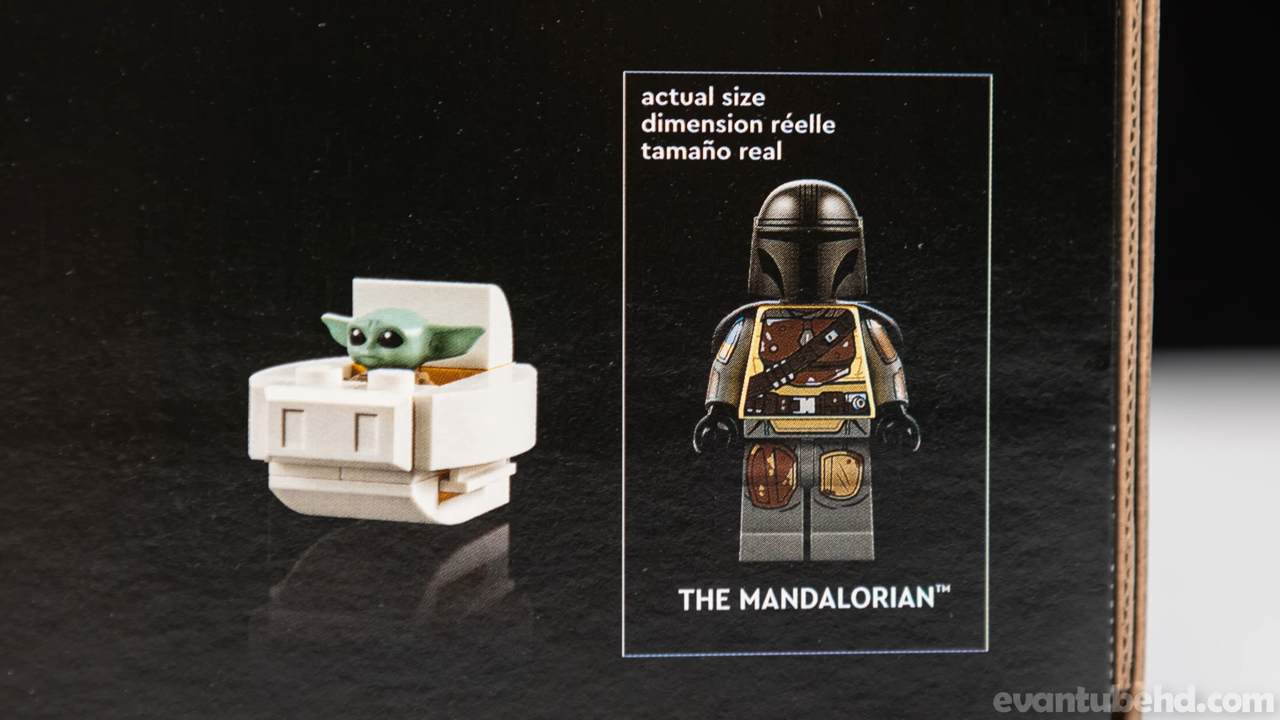 actual size
dimension réelle
tamaño real
THE MANDALORIAN™
evantubehd.com